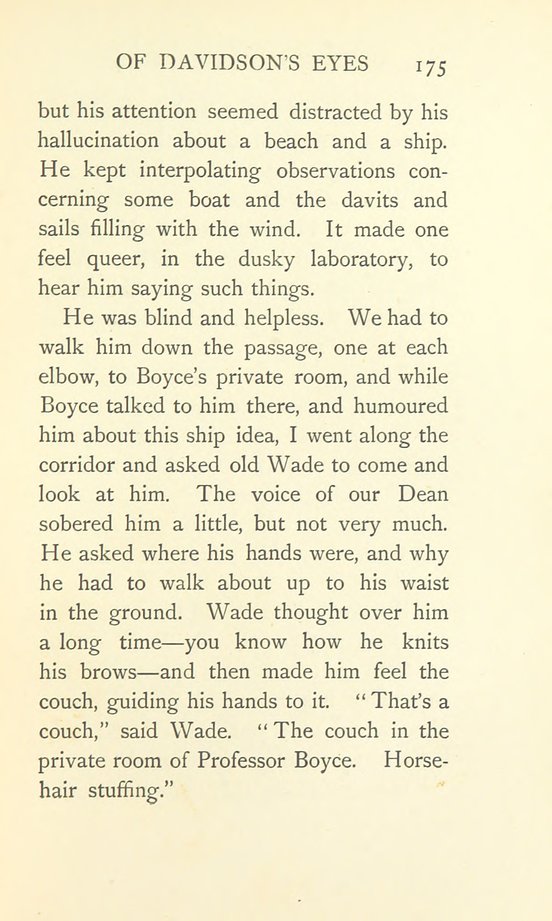 OF DAVIDSON'S EYES 175
but his attention seemed distracted by his
hallucination about a beach and a ship.
He kept interpolating observations con-
cerning some boat and the davits and
sails filling with the wind. It made one
feel queer, in the dusky laboratory, to
hear him saying such things.
He was blind and helpless. We had to
walk him down the passage, one at each
elbow, to Boyce's private room, and while
Boyce talked to him there, and humoured
him about this ship idea, I went along the
corridor and asked old Wade to come and
look at him. The voice of our Dean
sobered him a little, but not very much.
He asked where his hands were, and why
he had to walk about up to his waist
in the ground. Wade thought over him
a long time—you know how he knits
his brows—and then made him feel the
couch, guiding his hands to it. "That's a
couch," said Wade. "The couch in the
private room of Professor Boyce. Horse-
hair stuffing."